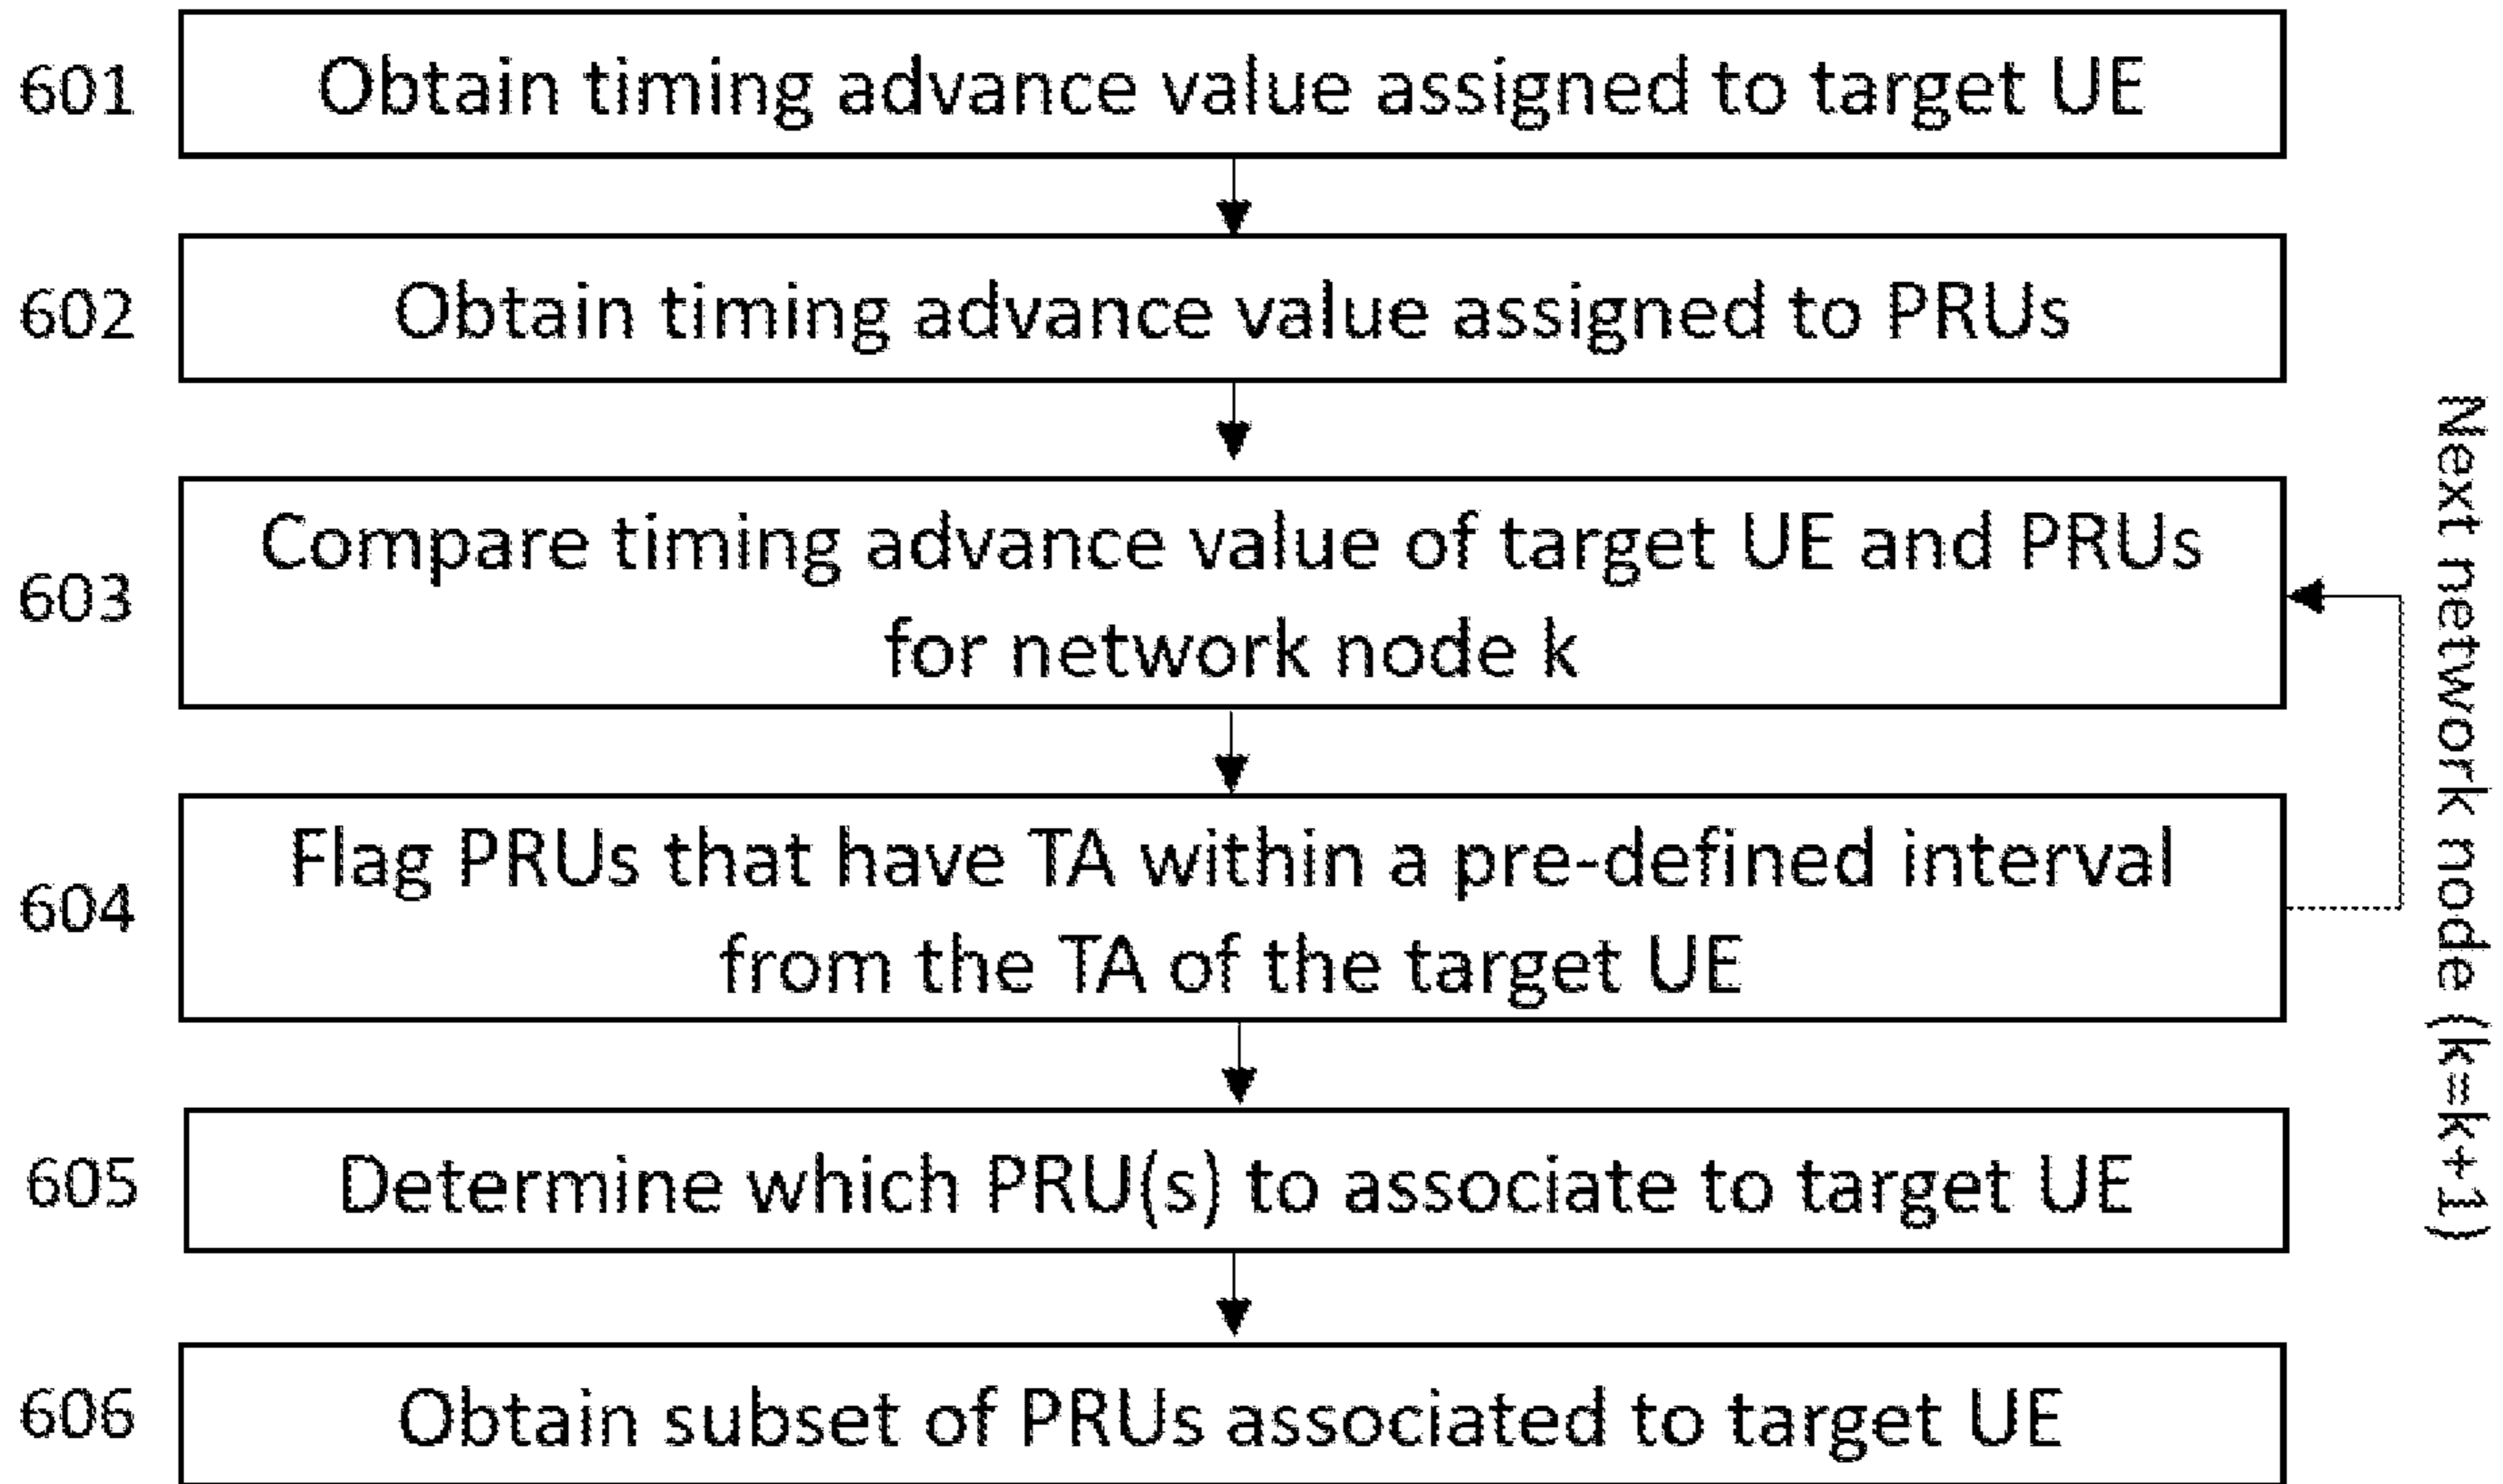 601
Obtain timing advance value assigned to target UE
602
Obtain timing advance value assigned to PRUs
603
Compare timing advance value of target UE and PRUs
for network node k
604
Flag PRUs that have TA within a pre-defined interval
from the TA of the target UE
Next network node (k=k+1)
605
Determine which PRU(s) to associate to target UE
606
Obtain subset of PRUs associated to target UE